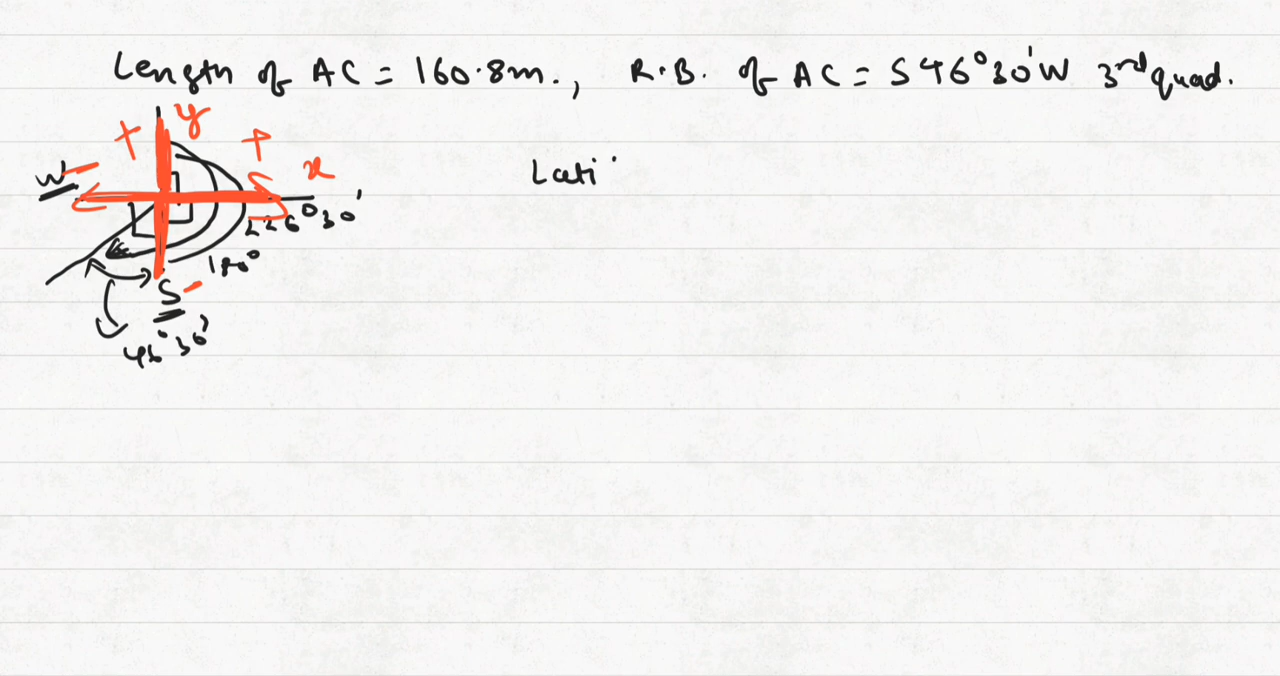 Length of AC = 160.8m., R.B. of AC = S 46°30'W 3rd quad.
+ y +
W - x
Lati
226°30'
180°
S -
46°30'